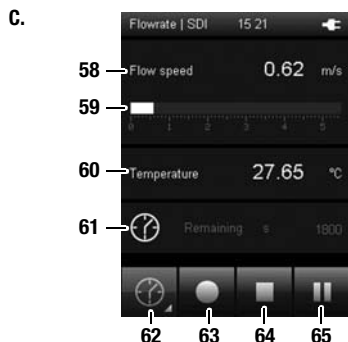 C.
Flowrate | SDI 15 21
58 Flow speed 0.62 m/s
59
0 1 2 3 4 5
60 Temperature 27.65 °C
61 Remaining s 1800
62 63 64 65